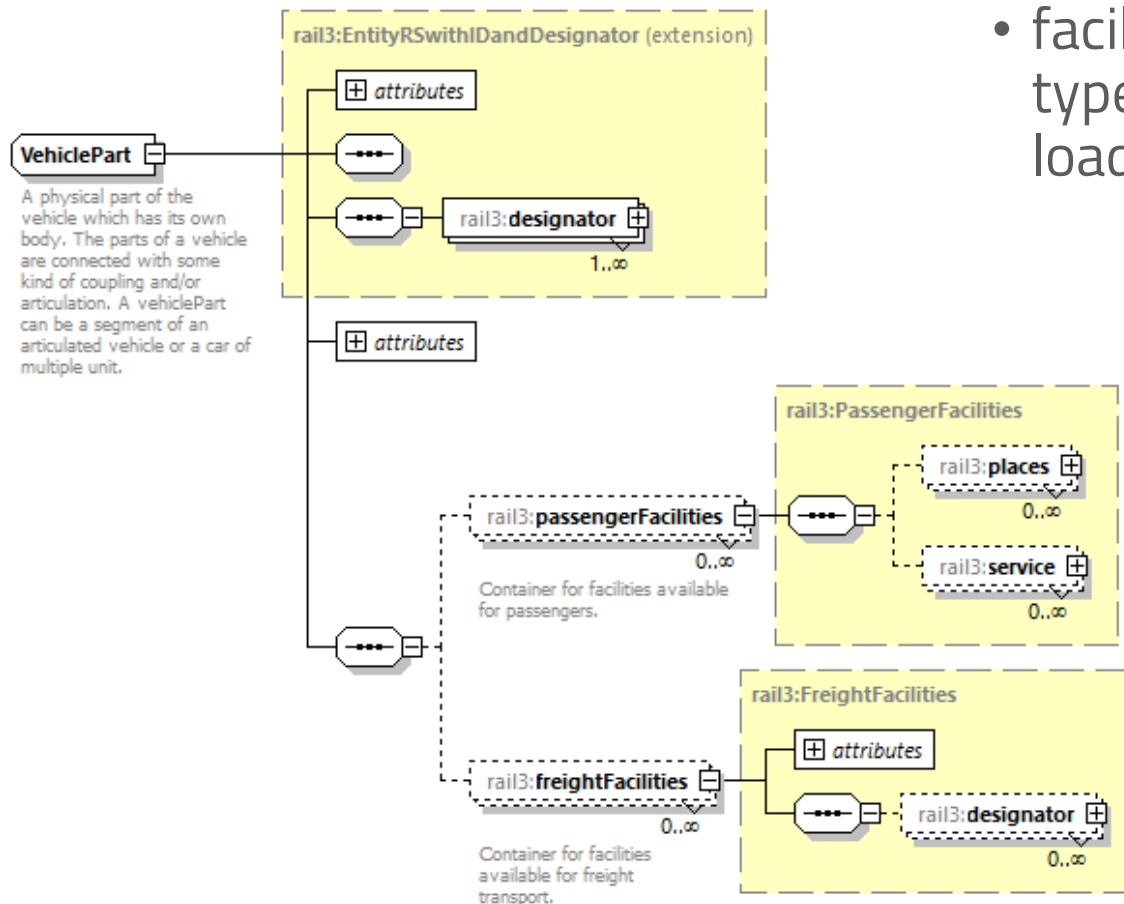 • facil
type
load
rail3:EntityRSwithIDandDesignator (extension)
attributes
VehiclePart
A physical part of the
vehicle which has its own
body. The parts of a vehicle
are connected with some
kind of coupling and/or
articulation. A vehiclePart
can be a segment of an
articulated vehicle or a car of
multiple unit.
rail3:designator
1..∞
attributes
rail3:PassengerFacilities
rail3:places
0..∞
rail3:passengerFacilities
0..∞
Container for facilities available
for passengers.
rail3:service
0..∞
rail3:FreightFacilities
attributes
rail3:freightFacilities
0..∞
Container for facilities
available for freight
transport.
rail3:designator
0..∞